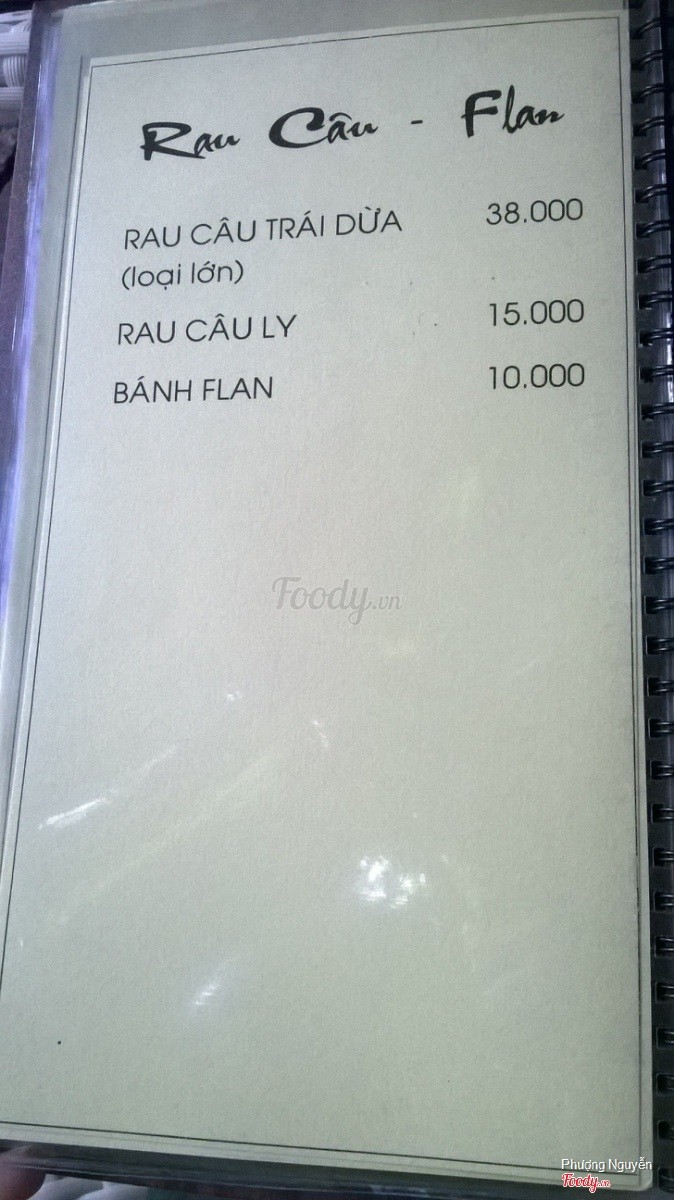 Rau Câu - Flan
RAU CÂU TRÁI DỪA 38.000
(loại lớn)
RAU CÂU LY 15.000
BÁNH FLAN 10.000
Foody.vn
Phượng Nguyễn
Foody.vn